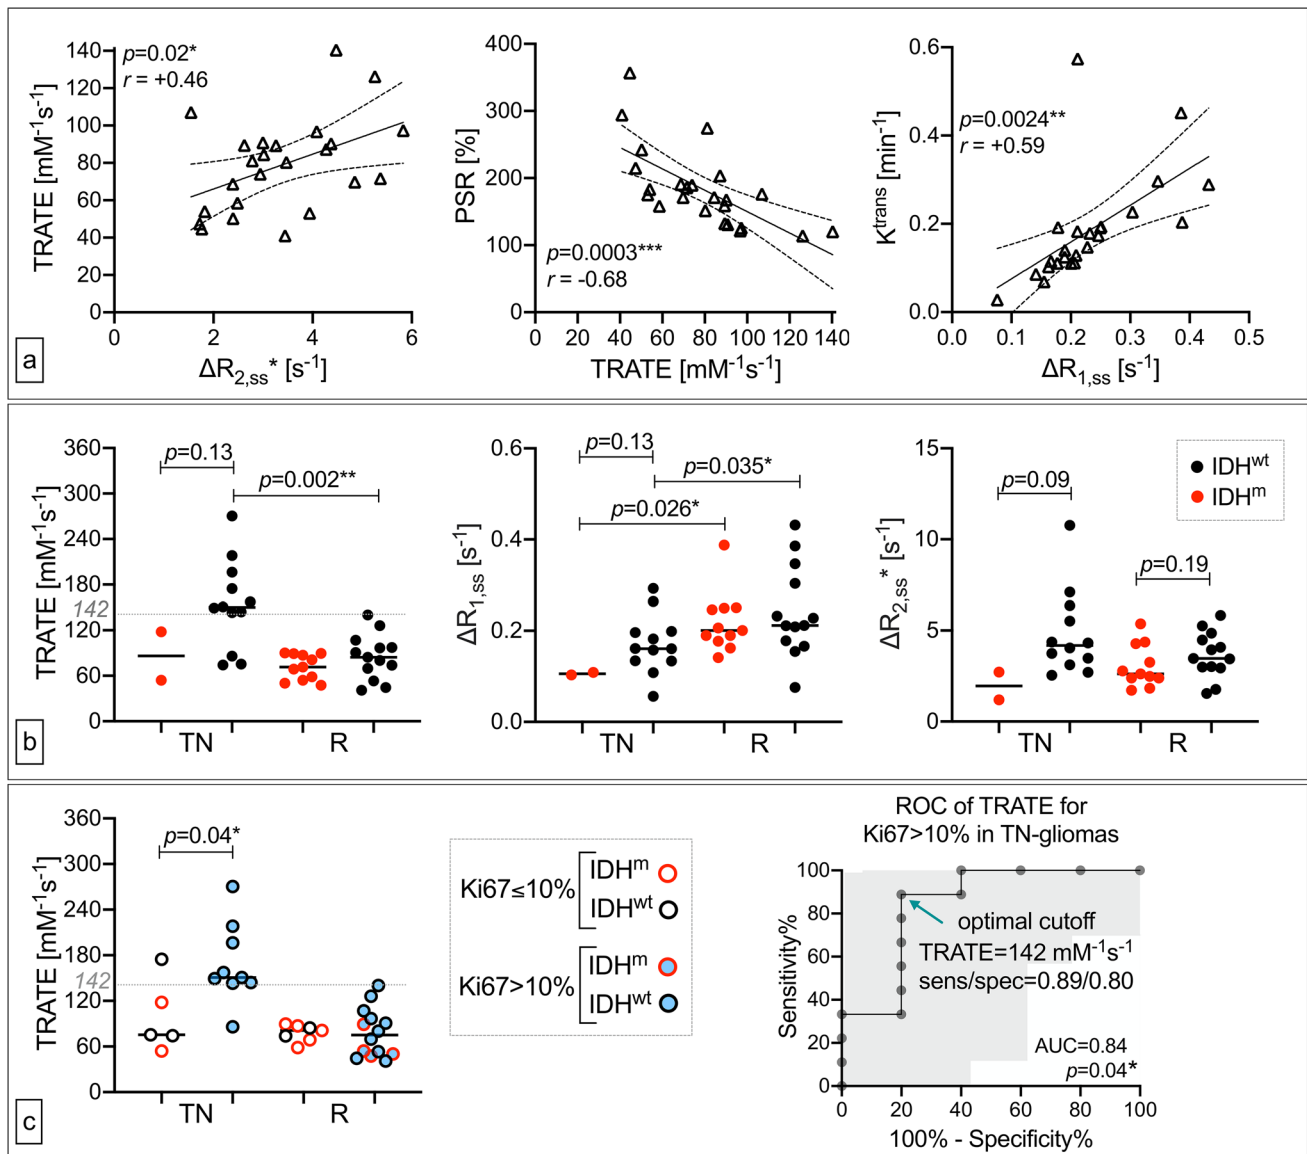 p=0.02*
r = +0.46
TRATE [mM⁻¹s⁻¹]
140
120
100
80
60
40
20
0
0 2 4 6
ΔR₂,ss* [s⁻¹]
p=0.0003***
r = -0.68
PSR [%]
400
300
200
100
0
0 20 40 60 80 100 120 140
TRATE [mM⁻¹s⁻¹]
p=0.0024**
r = +0.59
Kᵗʳᵃⁿˢ [min⁻¹]
0.6
0.4
0.2
0.0
0.0 0.1 0.2 0.3 0.4 0.5
ΔR₁,ss [s⁻¹]
a
TRATE [mM⁻¹s⁻¹]
360
300
240
180
142
120
60
0
p=0.13
p=0.002**
TN R
ΔR₁,ss [s⁻¹]
0.6
0.4
0.2
0.0
p=0.13
p=0.035*
p=0.026*
TN R
ΔR₂,ss* [s⁻¹]
15
10
5
0
p=0.09
p=0.19
TN R
IDHʷᵗ
IDHᵐ
b
TRATE [mM⁻¹s⁻¹]
360
300
240
180
142
120
60
0
p=0.04*
TN R
Ki67≤10%
IDHᵐ
IDHʷᵗ
Ki67>10%
IDHᵐ
IDHʷᵗ
ROC of TRATE for
Ki67>10% in TN-gliomas
Sensitivity%
100
80
60
40
20
0
optimal cutoff
TRATE=142 mM⁻¹s⁻¹
sens/spec=0.89/0.80
AUC=0.84
p=0.04*
0 20 40 60 80 100
100% - Specificity%
c